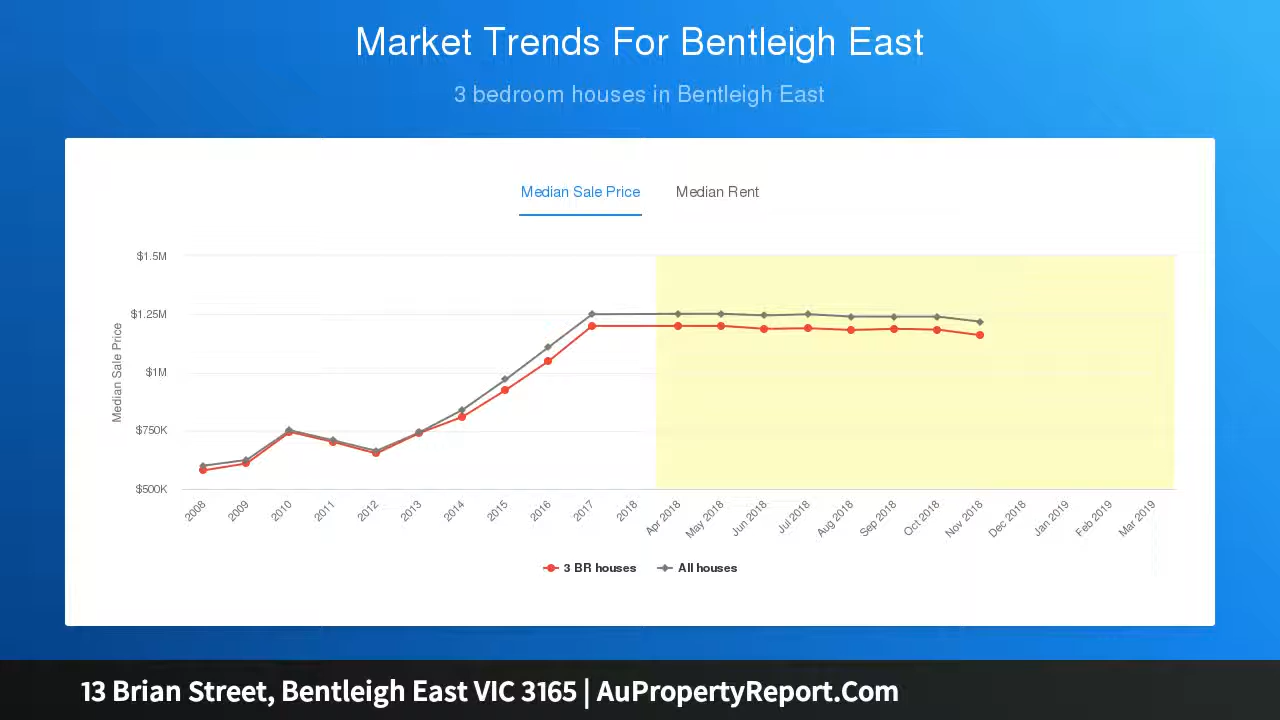 Market Trends For Bentleigh East
3 bedroom houses in Bentleigh East
Median Sale Price Median Rent
$1.5M
$1.25M
$1M
$750K
$500K
Median Sale Price
2008 2009 2010 2011 2012 2013 2014 2015 2016 2017 2018 Apr 2018 May 2018 Jun 2018 Jul 2018 Aug 2018 Sep 2018 Oct 2018 Nov 2018 Dec 2018 Jan 2019 Feb 2019 Mar 2019
3 BR houses All houses
13 Brian Street, Bentleigh East VIC 3165 | AuPropertyReport.Com